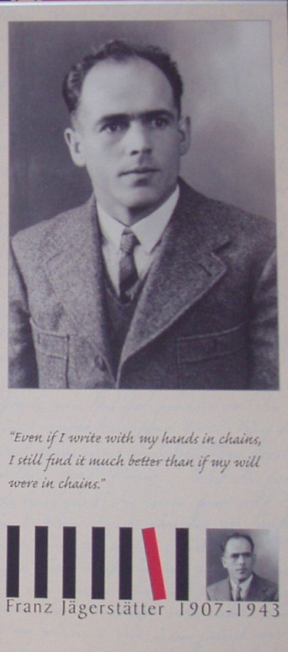 "Even if I write with my hands in chains,
I still find it much better than if my will
were in chains."
Franz Jägerstätter 1907-1943